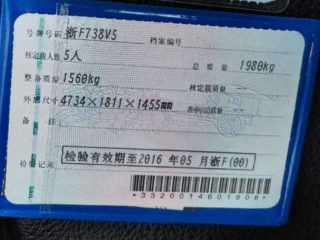 号牌号码 浙F738V5 档案编号
核定载人数 5人 总 质 量 1980kg
整备质量 1560kg 核定载质量
外廓尺寸 4734×1811×1455mm 准牵引总质量
备 注
检验记录 检验有效期至2016 年05 月浙F(00)
*3320014601808*